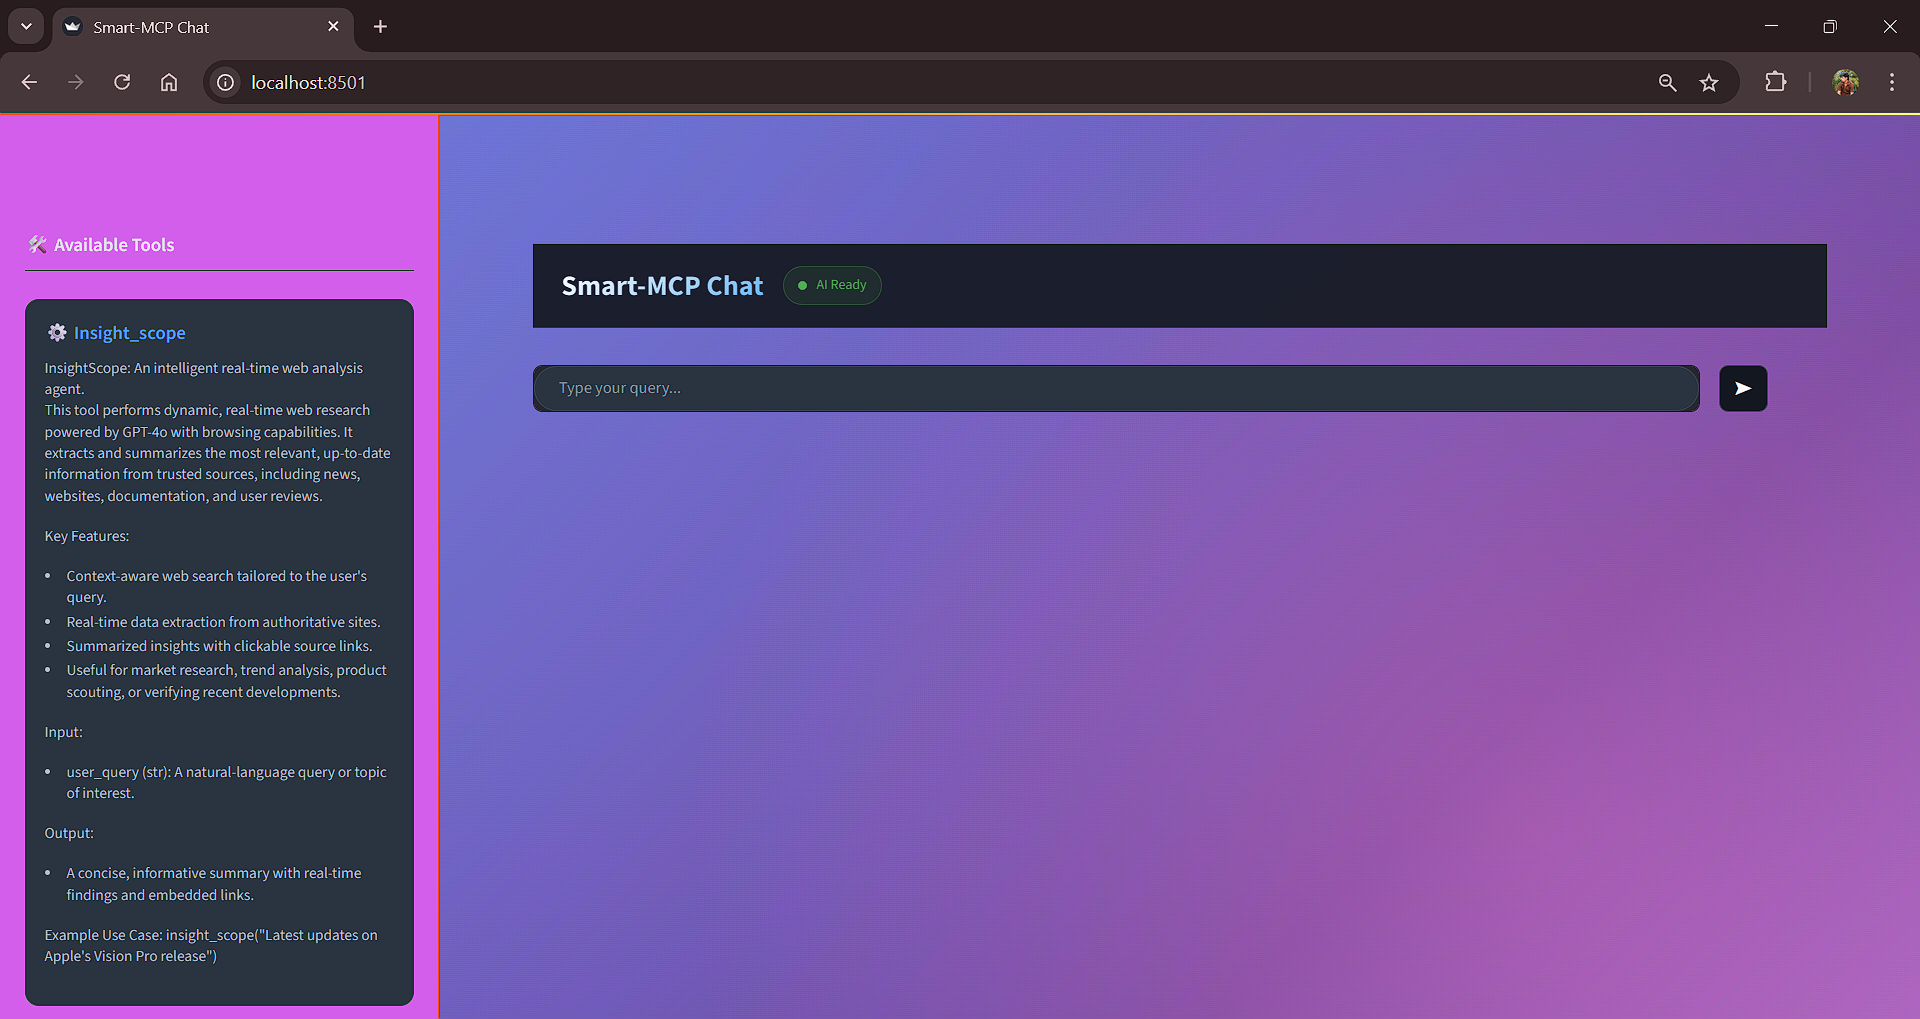 Smart-MCP Chat
localhost:8501
🛠 Available Tools
Insight_scope
InsightScope: An intelligent real-time web analysis
agent.
This tool performs dynamic, real-time web research
powered by GPT-4o with browsing capabilities. It
extracts and summarizes the most relevant, up-to-date
information from trusted sources, including news,
websites, documentation, and user reviews.
Key Features:
• Context-aware web search tailored to the user's
query.
• Real-time data extraction from authoritative sites.
• Summarized insights with clickable source links.
• Useful for market research, trend analysis, product
scouting, or verifying recent developments.
Input:
• user_query (str): A natural-language query or topic
of interest.
Output:
• A concise, informative summary with real-time
findings and embedded links.
Example Use Case: insight_scope("Latest updates on
Apple's Vision Pro release")
Smart-MCP Chat
AI Ready
Type your query...